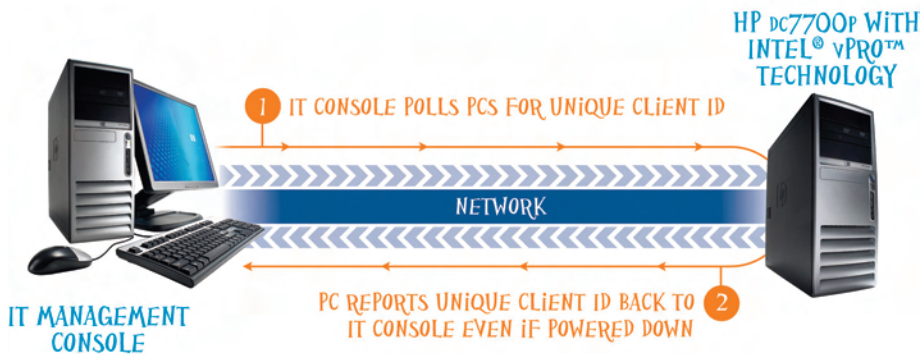 HP DC7700P WITH
INTEL® VPRO™
TECHNOLOGY
1 IT CONSOLE POLLS PCS FOR UNIQUE CLIENT ID
NETWORK
PC REPORTS UNIQUE CLIENT ID BACK TO 2
IT CONSOLE EVEN IF POWERED DOWN
IT MANAGEMENT
CONSOLE